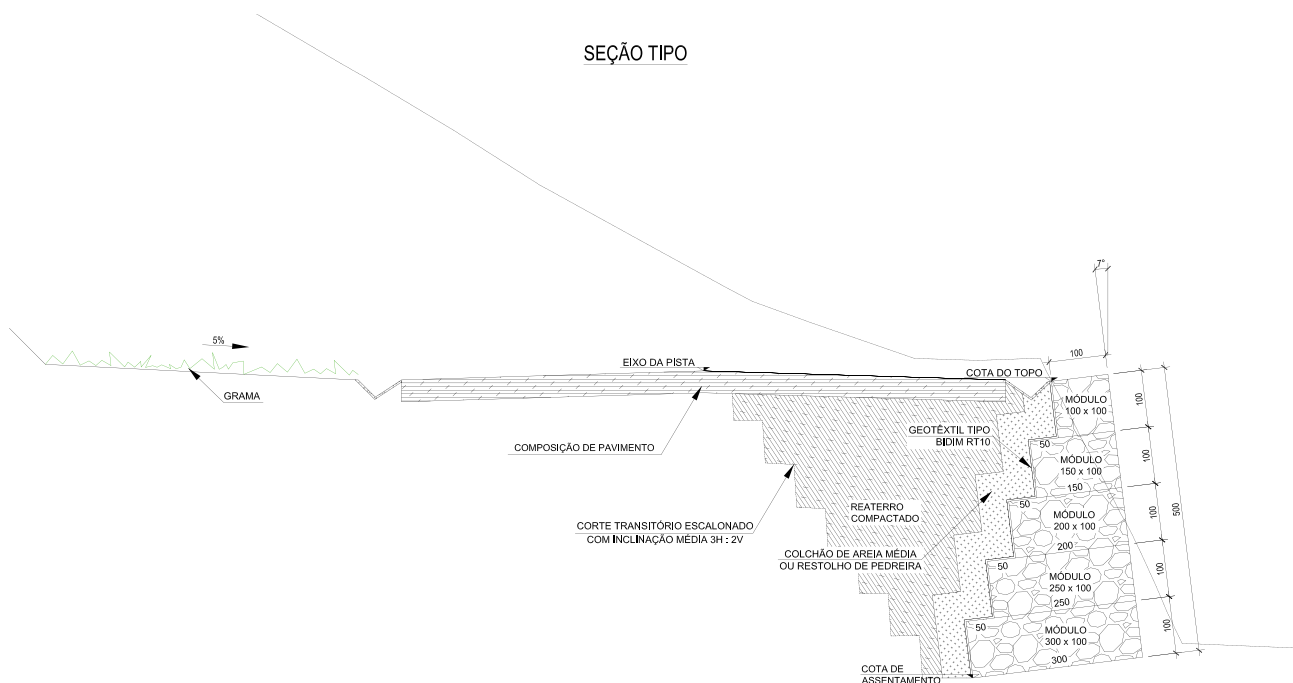 SEÇÃO TIPO
7°
100
5%
EIXO DA PISTA
COTA DO TOPO
GRAMA
MÓDULO
100 x 100
100
GEOTÊXTIL TIPO
BIDIM RT10
50
COMPOSIÇÃO DE PAVIMENTO
MÓDULO
150 x 100
150
100
50
REATERRO
COMPACTADO
MÓDULO
200 x 100
200
100
500
CORTE TRANSITÓRIO ESCALONADO
COM INCLINAÇÃO MÉDIA 3H : 2V
COLCHÃO DE AREIA MÉDIA
OU RESTOLHO DE PEDREIRA
50
MÓDULO
250 x 100
250
100
50
MÓDULO
300 x 100
300
100
COTA DE
ASSENTAMENTO